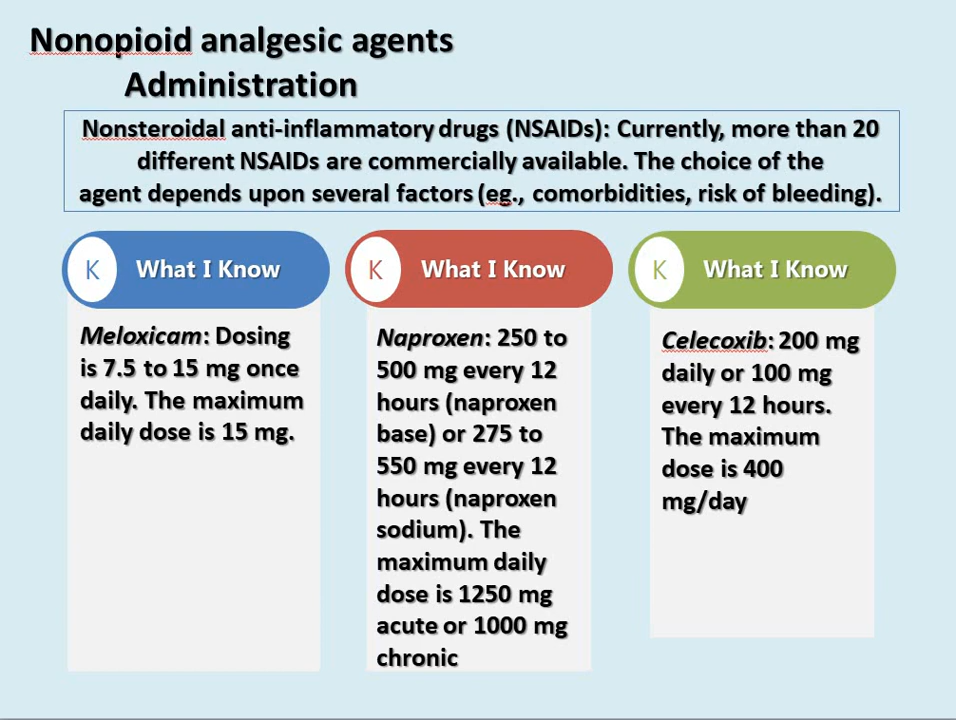 Nonopioid analgesic agents
Administration
Nonsteroidal anti-inflammatory drugs (NSAIDs): Currently, more than 20
different NSAIDs are commercially available. The choice of the
agent depends upon several factors (eg., comorbidities, risk of bleeding).
K What I Know
Meloxicam: Dosing
is 7.5 to 15 mg once
daily. The maximum
daily dose is 15 mg.
K What I Know
Naproxen: 250 to
500 mg every 12
hours (naproxen
base) or 275 to
550 mg every 12
hours (naproxen
sodium). The
maximum daily
dose is 1250 mg
acute or 1000 mg
chronic
K What I Know
Celecoxib: 200 mg
daily or 100 mg
every 12 hours.
The maximum
dose is 400
mg/day